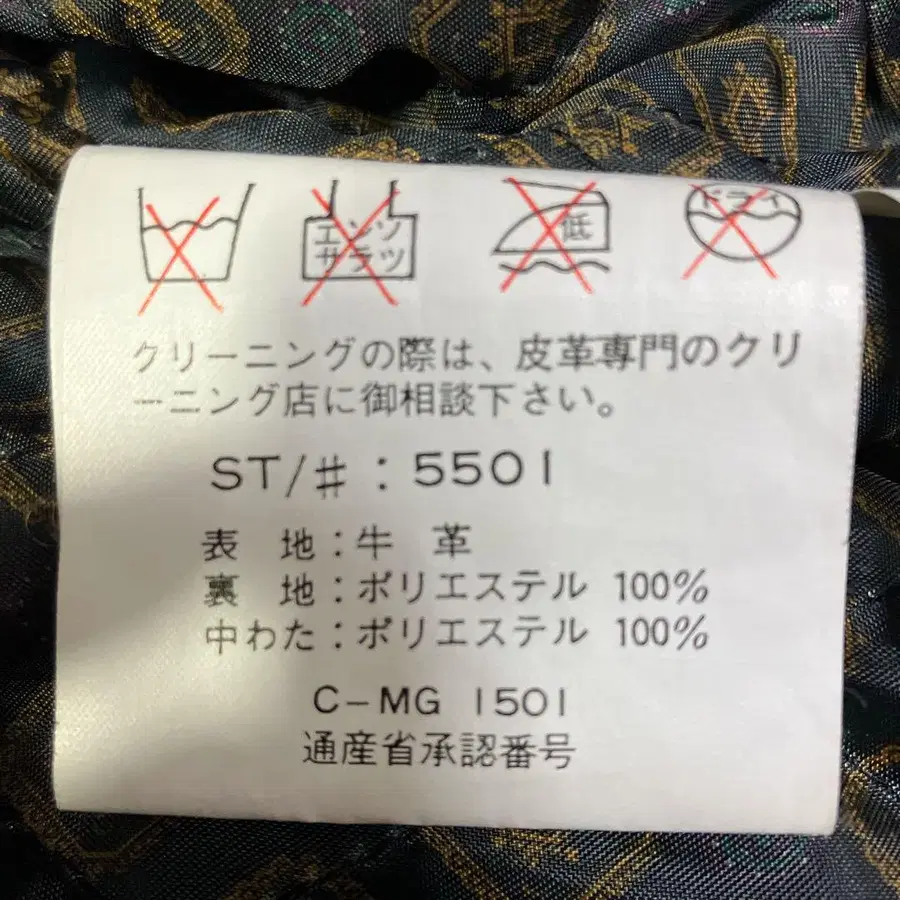 エンソ
サラツ
低
ドライ
クリーニングの際は、皮革専門のクリ
ーニング店に御相談下さい。
ST/#:5501
表 地:牛 革
裏 地:ポリエステル 100%
中わた:ポリエステル 100%
C-MG 1501
通産省承認番号